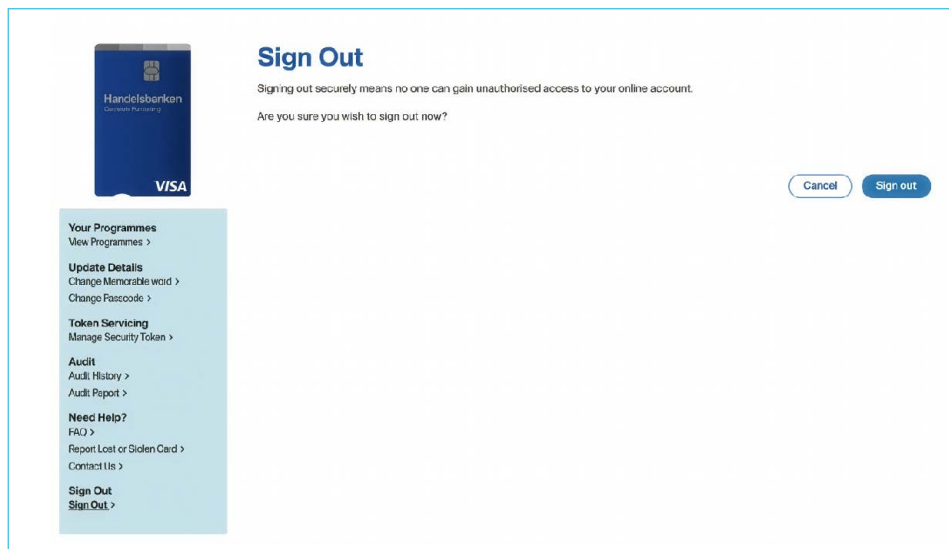 Handelsbanken
Corporate Purchasing
VISA
Sign Out
Signing out securely means no one can gain unauthorised access to your online account.
Are you sure you wish to sign out now?
Cancel
Sign out
Your Programmes
View Programmes >
Update Details
Change Memorable word >
Change Passcode >
Token Servicing
Manage Security Token >
Audit
Audit History >
Audit Report >
Need Help?
FAQ >
Report Lost or Stolen Card >
Contact Us >
Sign Out
Sign Out >